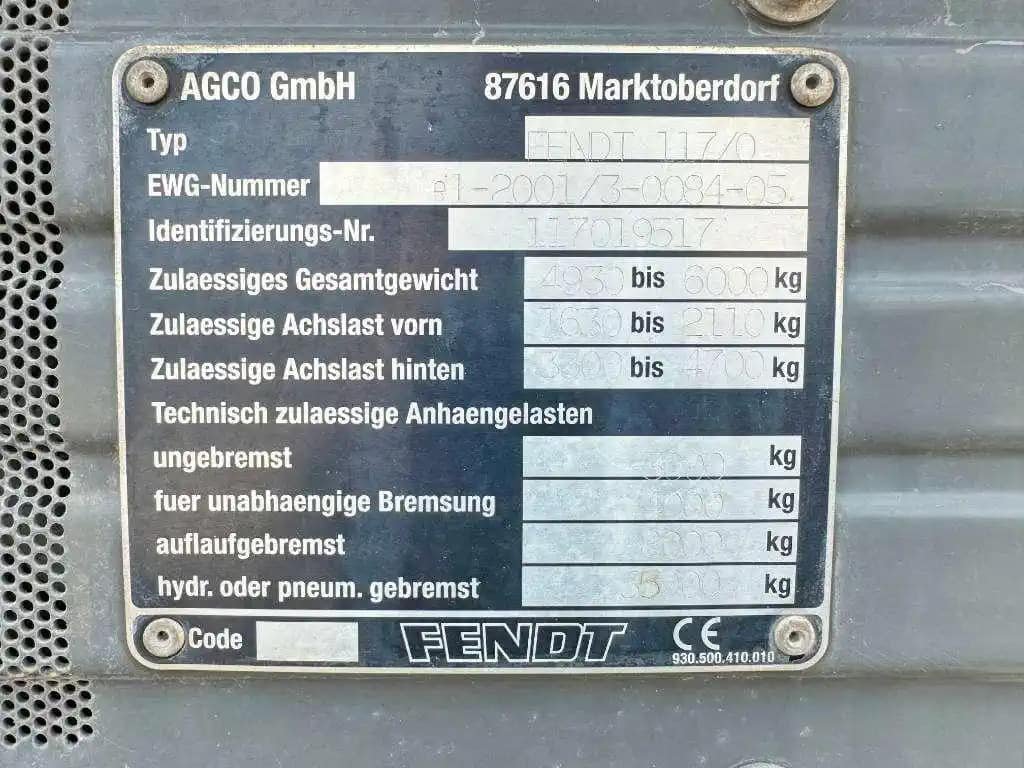 AGCO GmbH 87616 Marktoberdorf
Typ FENDT 117/0
EWG-Nummer 1-2001/3-0084-05
Identifizierungs-Nr. 117019517
Zulaessiges Gesamtgewicht 4930 bis 6000 kg
Zulaessige Achslast vorn 1630 bis 2110 kg
Zulaessige Achslast hinten 3300 bis 4700 kg
Technisch zulaessige Anhaengelasten
ungebremst 3000 kg
fuer unabhaengige Bremsung kg
auflaufgebremst kg
hydr. oder pneum. gebremst kg
Code FENDT CE
930.500.410.010